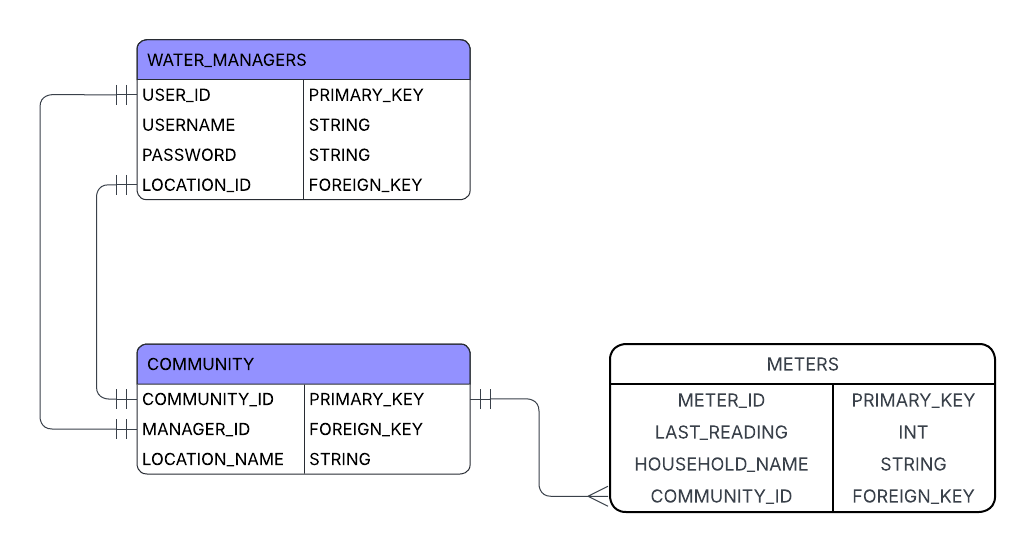 WATER_MANAGERS
USER_ID PRIMARY_KEY
USERNAME STRING
PASSWORD STRING
LOCATION_ID FOREIGN_KEY
COMMUNITY
COMMUNITY_ID PRIMARY_KEY
MANAGER_ID FOREIGN_KEY
LOCATION_NAME STRING
METERS
METER_ID PRIMARY_KEY
LAST_READING INT
HOUSEHOLD_NAME STRING
COMMUNITY_ID FOREIGN_KEY